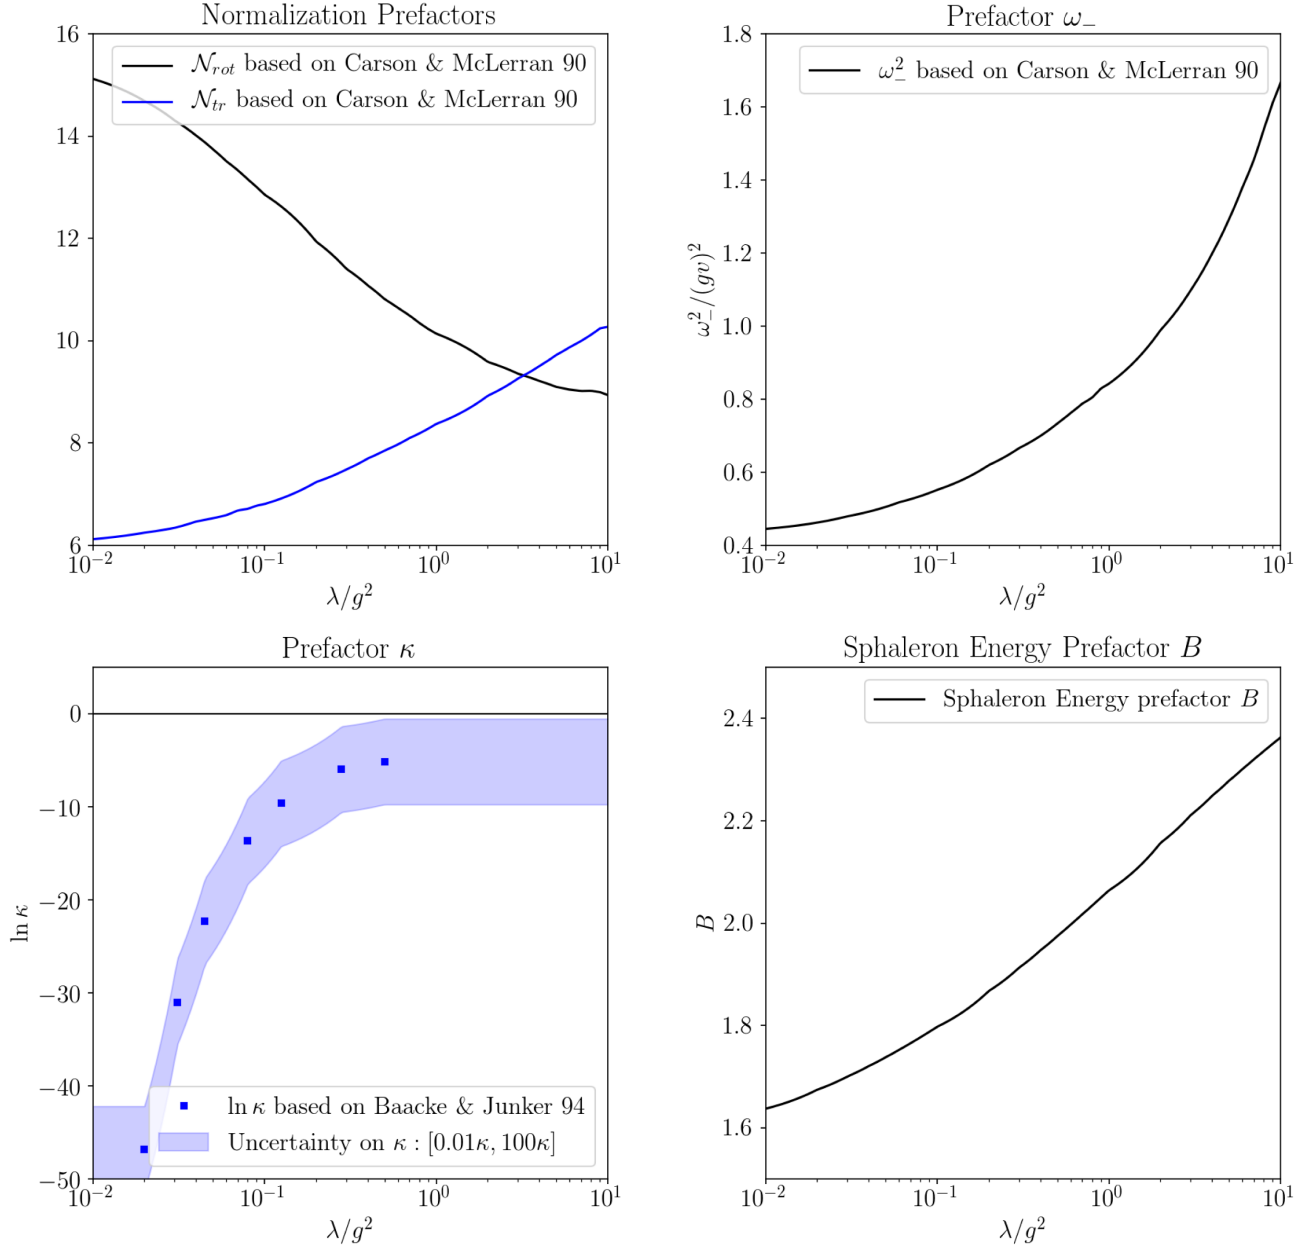 Normalization Prefactors
16
14
12
10
8
6
𝒩_rot based on Carson & McLerran 90
𝒩_tr based on Carson & McLerran 90
10⁻² 10⁻¹ 10⁰ 10¹
λ/g²
Prefactor ω₋
1.8
1.6
1.4
1.2
1.0
0.8
0.6
0.4
ω₋²/(gv)²
ω₋² based on Carson & McLerran 90
10⁻² 10⁻¹ 10⁰ 10¹
λ/g²
Prefactor κ
0
−10
−20
−30
−40
−50
ln κ
ln κ based on Baacke & Junker 94
Uncertainty on κ : [0.01κ, 100κ]
10⁻² 10⁻¹ 10⁰ 10¹
λ/g²
Sphaleron Energy Prefactor B
2.4
2.2
2.0
1.8
1.6
B
Sphaleron Energy prefactor B
10⁻² 10⁻¹ 10⁰ 10¹
λ/g²